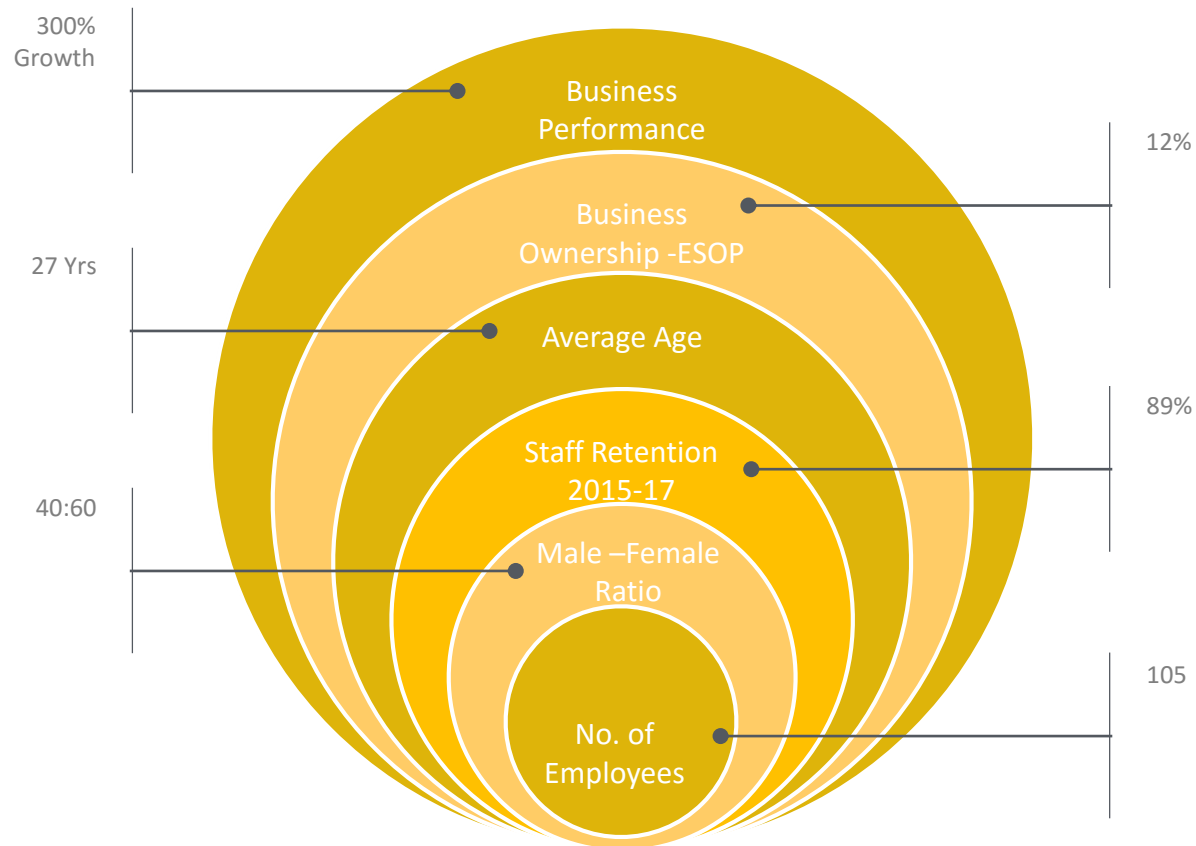 300%
Growth
Business
Performance
12%
Business
Ownership -ESOP
27 Yrs
Average Age
89%
Staff Retention
2015-17
40:60
Male –Female
Ratio
105
No. of
Employees